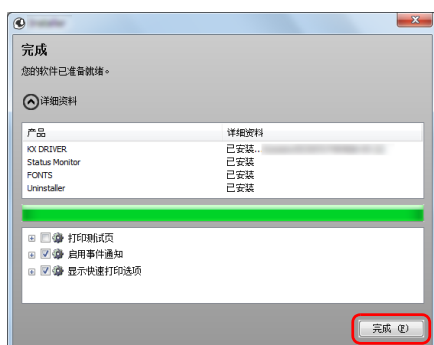 完成
您的软件已准备就绪。
详细资料
产品 详细资料
KX DRIVER 已安装..
Status Monitor 已安装
FONTS 已安装
Uninstaller 已安装
打印测试页
启用事件通知
显示快速打印选项
完成 (F)